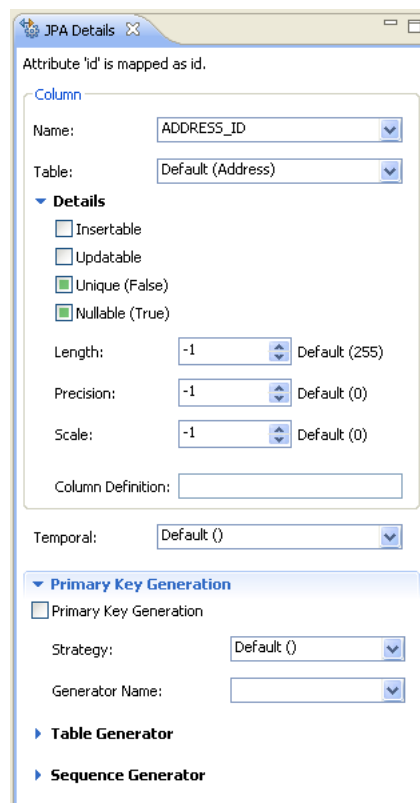 JPA Details
Attribute 'id' is mapped as id.
Column
Name: ADDRESS_ID
Table: Default (Address)
Details
Insertable
Updatable
Unique (False)
Nullable (True)
Length: -1 Default (255)
Precision: -1 Default (0)
Scale: -1 Default (0)
Column Definition:
Temporal: Default ()
Primary Key Generation
Primary Key Generation
Strategy: Default ()
Generator Name:
Table Generator
Sequence Generator